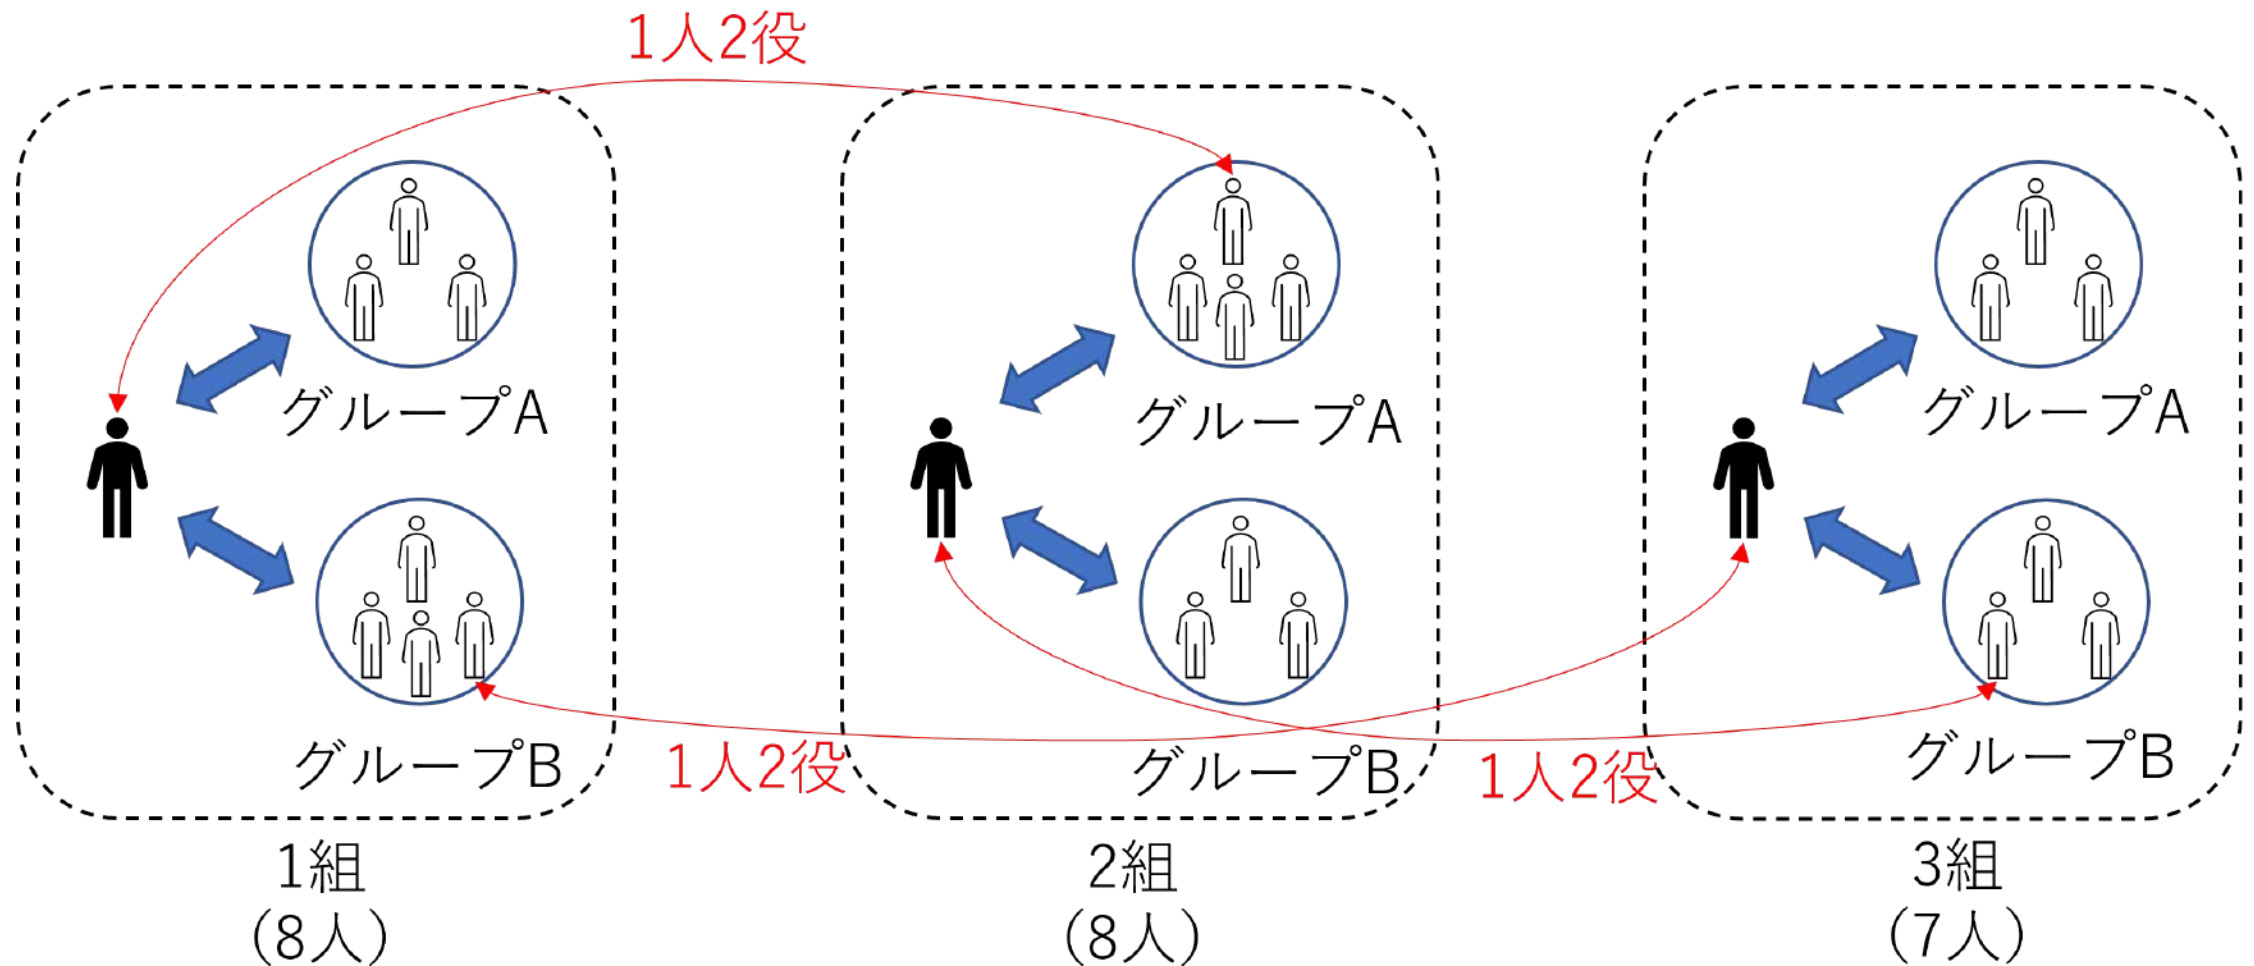 1人2役
グループA
グループA
グループA
グループB
グループB
グループB
1人2役
1人2役
1組
(8人)
2組
(8人)
3組
(7人)